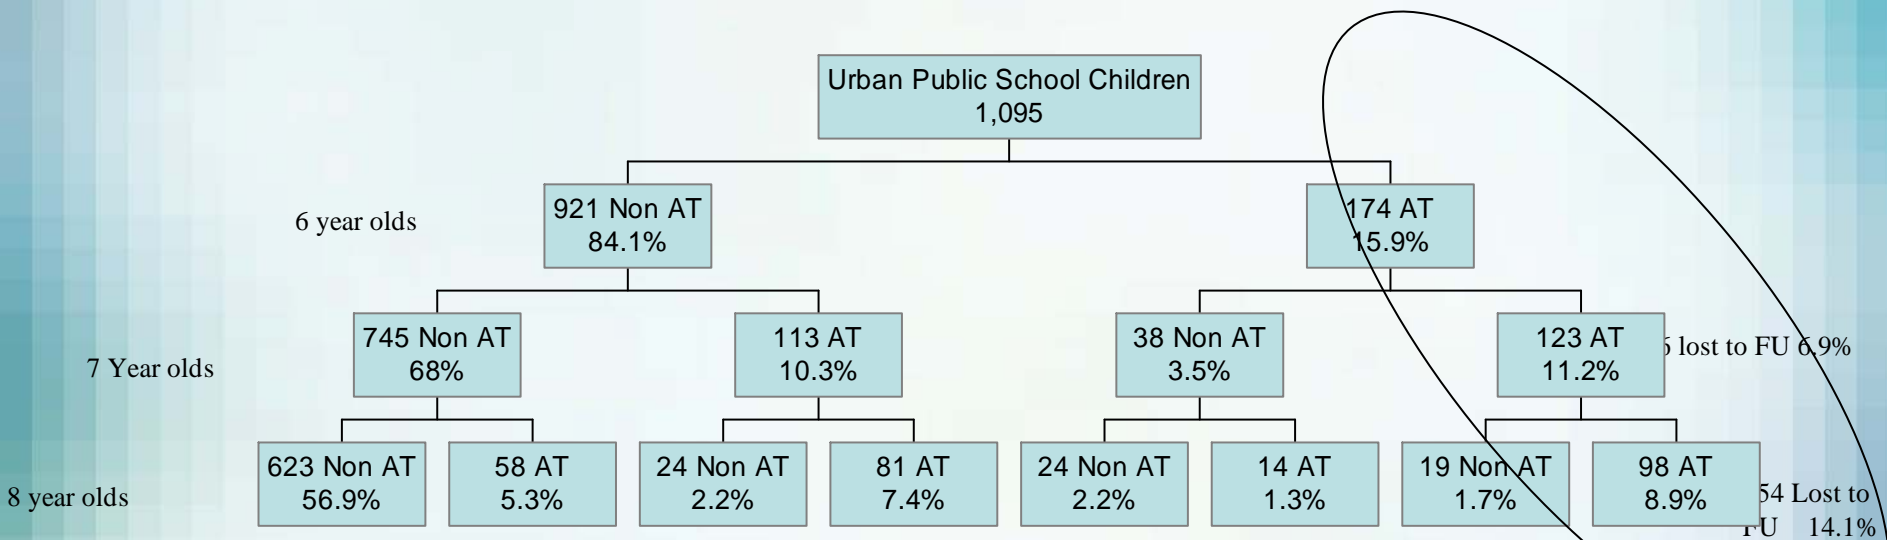 Urban Public School Children
1,095
6 year olds
921 Non AT
84.1%
174 AT
15.9%
7 Year olds
745 Non AT
68%
113 AT
10.3%
38 Non AT
3.5%
123 AT
11.2%
lost to FU 6.9%
8 year olds
623 Non AT
56.9%
58 AT
5.3%
24 Non AT
2.2%
81 AT
7.4%
24 Non AT
2.2%
14 AT
1.3%
19 Non AT
1.7%
98 AT
8.9%
54 Lost to
FU 14.1%